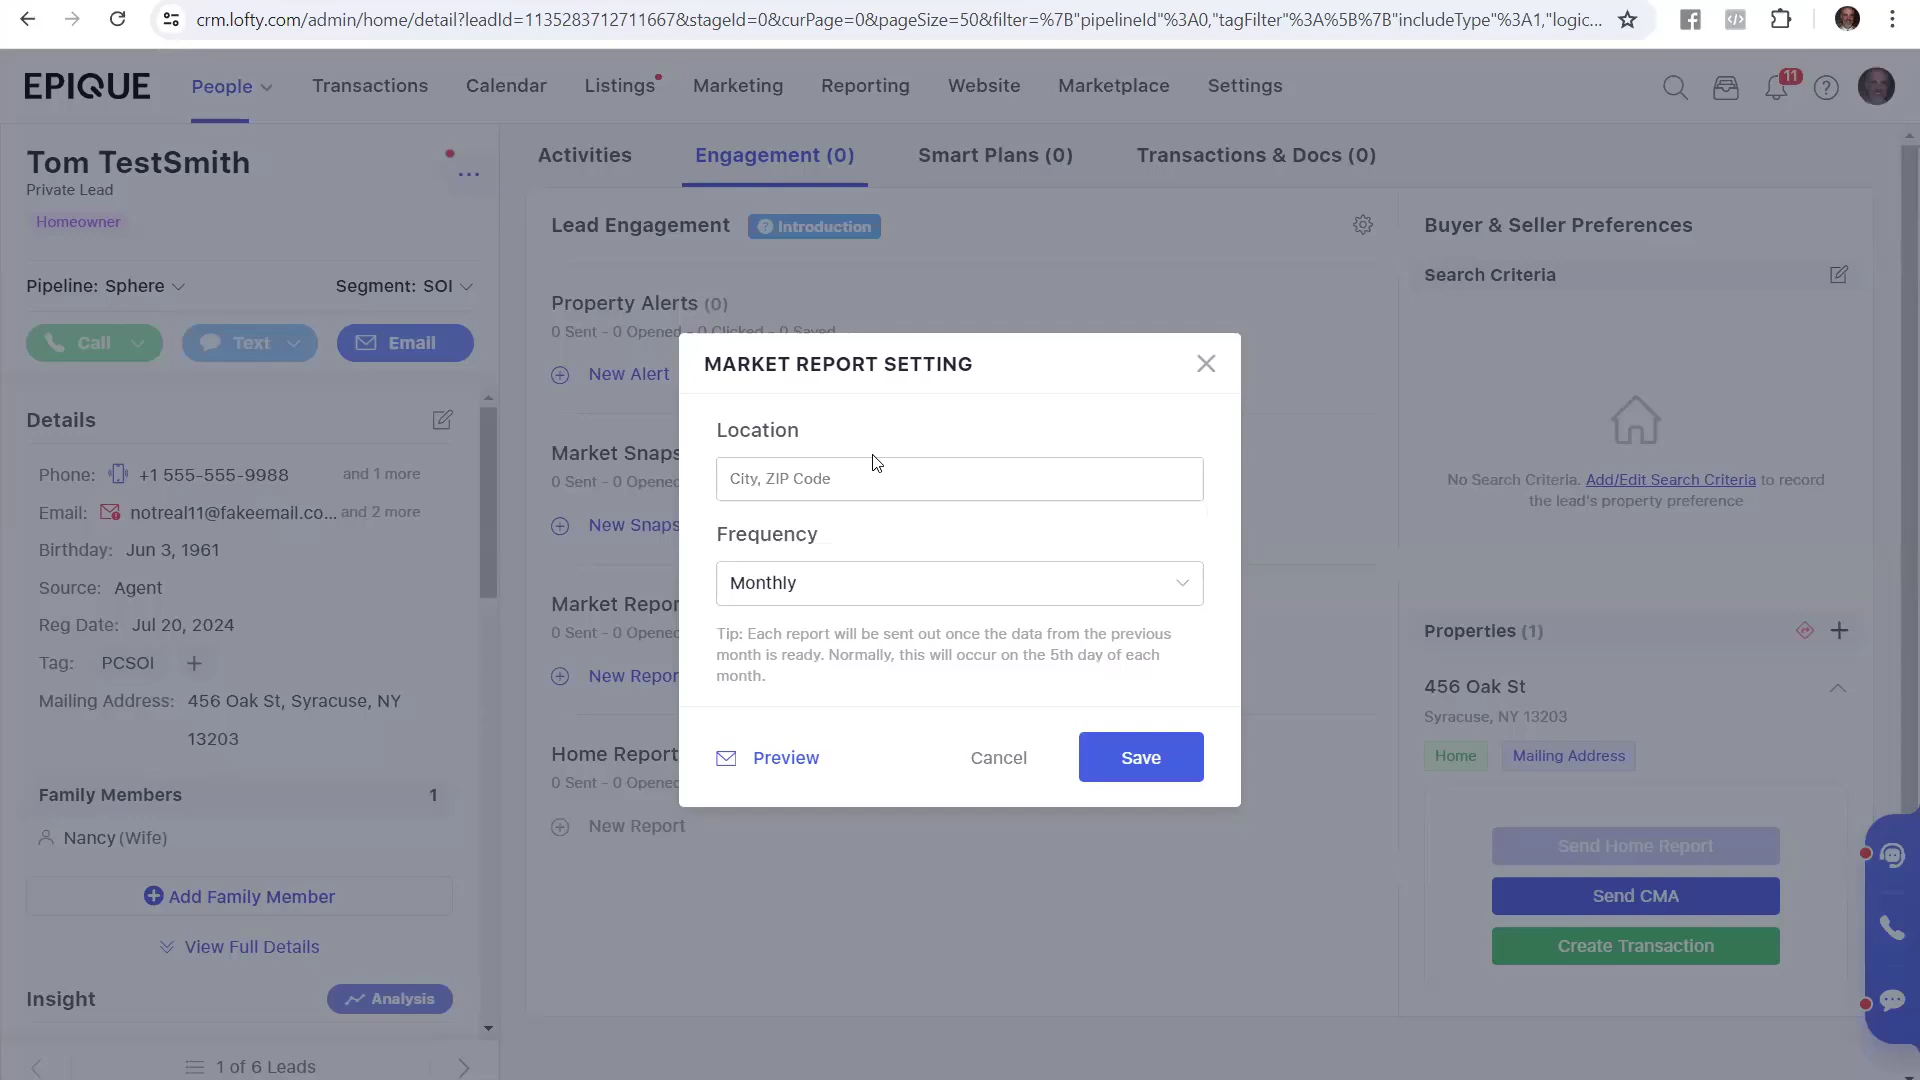 crm.lofty.com/admin/home/detail?leadId=1135283712711667&stageId=0&curPage=0&pageSize=50&filter=%7B"pipelineId"%3A0,"tagFilter"%3A%5B%7B"includeType"%3A1,"logic...
EPIQUE
People
Transactions
Calendar
Listings
Marketing
Reporting
Website
Marketplace
Settings
11
Tom TestSmith
Private Lead
Homeowner
Pipeline: Sphere
Segment: SOI
Call
Text
Email
Details
Phone: +1 555-555-9988 and 1 more
Email: notreal11@fakeemail.co... and 2 more
Birthday: Jun 3, 1961
Source: Agent
Reg Date: Jul 20, 2024
Tag: PCSOI
Mailing Address: 456 Oak St, Syracuse, NY
13203
Family Members 1
Nancy (Wife)
Add Family Member
View Full Details
Insight
Analysis
1 of 6 Leads
Activities
Engagement (0)
Smart Plans (0)
Transactions & Docs (0)
Lead Engagement
Introduction
Property Alerts (0)
0 Sent - 0 Opened - 0 Clicked - 0 Saved
New Alert
Market Snaps
0 Sent - 0 Opened
New Snaps
Market Repor
0 Sent - 0 Opened
New Repor
Home Report
0 Sent - 0 Opened
New Report
MARKET REPORT SETTING
Location
City, ZIP Code
Frequency
Monthly
Tip: Each report will be sent out once the data from the previous
month is ready. Normally, this will occur on the 5th day of each
month.
Preview
Cancel
Save
Buyer & Seller Preferences
Search Criteria
No Search Criteria. Add/Edit Search Criteria to record
the lead's property preference
Properties (1)
456 Oak St
Syracuse, NY 13203
Home
Mailing Address
Send Home Report
Send CMA
Create Transaction